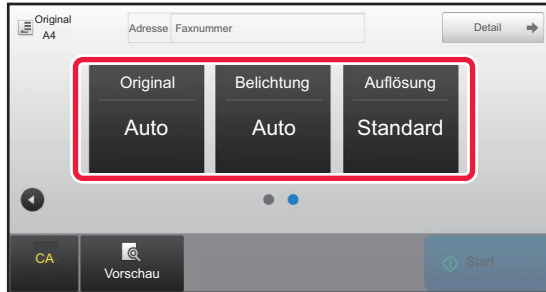 Original
A4
Adresse Faxnummer
Detail
Original Belichtung Auflösung
Auto Auto Standard
CA
Vorschau
Start